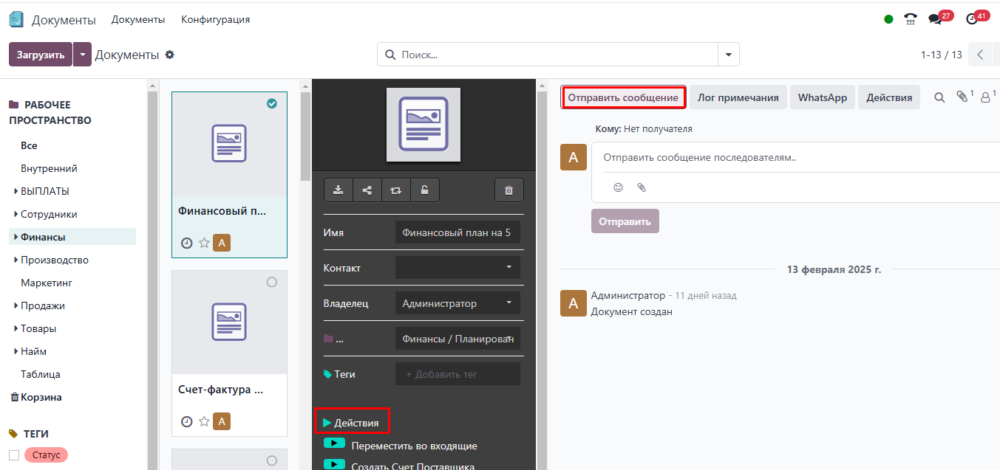 Документы Документы Конфигурация 27 41
Загрузить Документы Поиск... 1-13 / 13
РАБОЧЕЕ
ПРОСТРАНСТВО
Все
Внутренний
ВЫПЛАТЫ
Сотрудники
Финансы
Производство
Маркетинг
Продажи
Товары
Найм
Таблица
Корзина
ТЕГИ
Статус
Финансовый п...
A
Счет-фактура ...
A
Имя Финансовый план на 5
Контакт
Владелец Администратор
... Финансы / Планирован
Теги + Добавить тег
Действия
Переместить во входящие
Создать Счет Поставщика
Отправить сообщение Лог примечания WhatsApp Действия 1 1
Кому: Нет получателя
A Отправить сообщение последователям..
Отправить
13 февраля 2025 г.
A Администратор - 11 дней назад
Документ создан